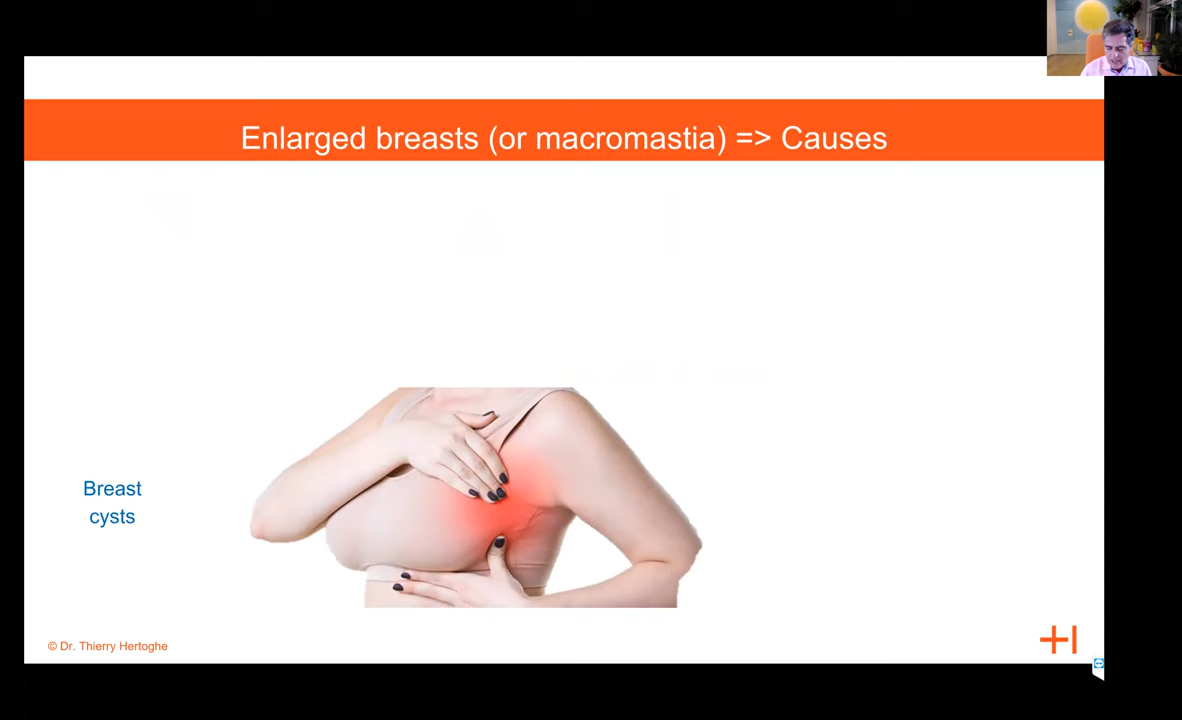 Enlarged breasts (or macromastia) => Causes
Breast
cysts
© Dr. Thierry Hertoghe